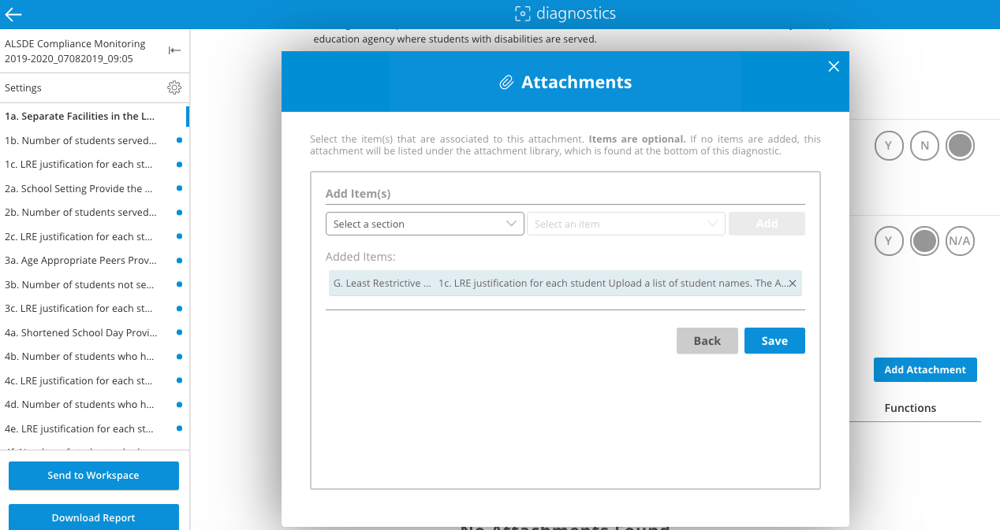 diagnostics
ALSDE Compliance Monitoring
2019-2020_07082019_09:05
Settings
1a. Separate Facilities in the L...
1b. Number of students served...
1c. LRE justification for each st...
2a. School Setting Provide the ...
2b. Number of students served...
2c. LRE justification for each st...
3a. Age Appropriate Peers Prov...
3b. Number of students not se...
3c. LRE justification for each st...
4a. Shortened School Day Provi...
4b. Number of students who h...
4c. LRE justification for each st...
4d. Number of students who h...
4e. LRE justification for each st...
Send to Workspace
Download Report
education agency where students with disabilities are served.
Attachments
Select the item(s) that are associated to this attachment. Items are optional. If no items are added, this
attachment will be listed under the attachment library, which is found at the bottom of this diagnostic.
Add Item(s)
Select a section
Select an item
Add
Added Items:
G. Least Restrictive ... 1c. LRE justification for each student Upload a list of student names. The A...
Back
Save
Y N
Y N/A
Add Attachment
Functions
No Attachments Found